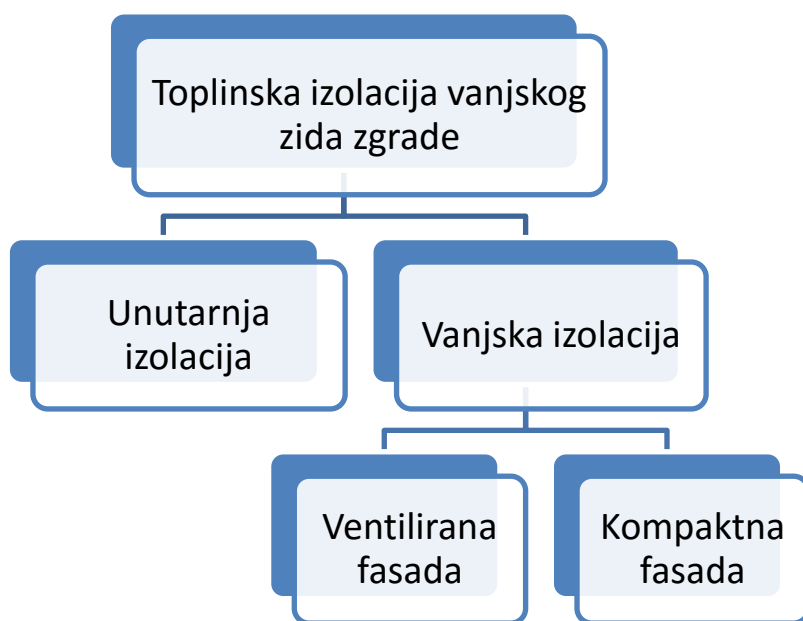 Toplinska izolacija vanjskog
zida zgrade
Unutarnja
izolacija
Vanjska izolacija
Ventilirana
fasada
Kompaktna
fasada